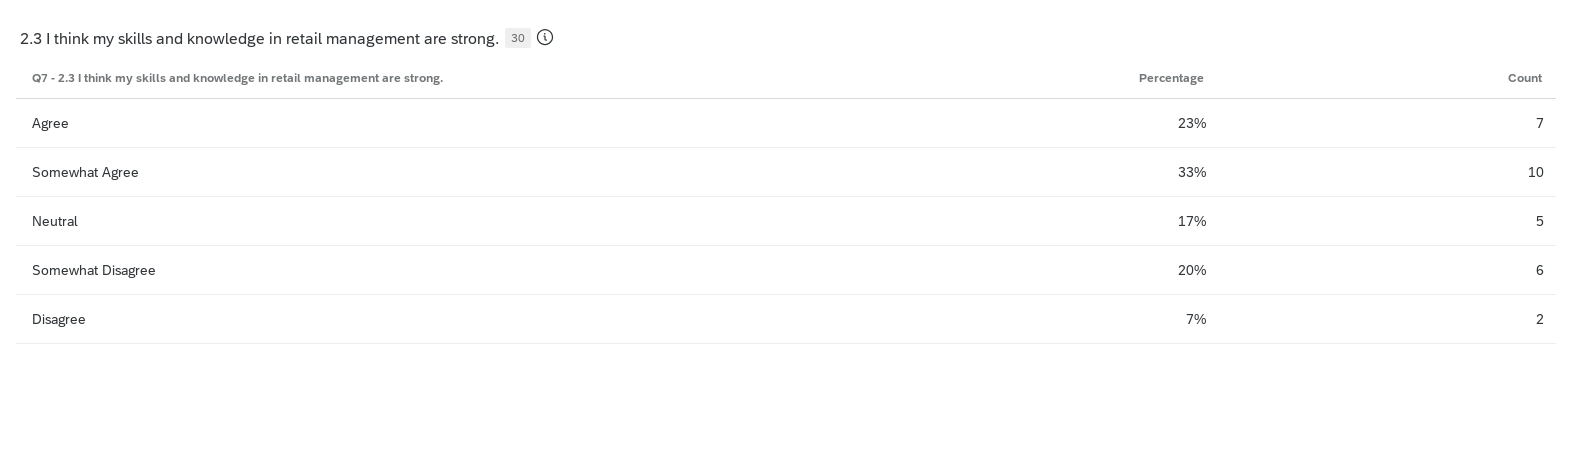 2.3 I think my skills and knowledge in retail management are strong. 30
Q7 - 2.3 I think my skills and knowledge in retail management are strong. Percentage Count
Agree 23% 7
Somewhat Agree 33% 10
Neutral 17% 5
Somewhat Disagree 20% 6
Disagree 7% 2